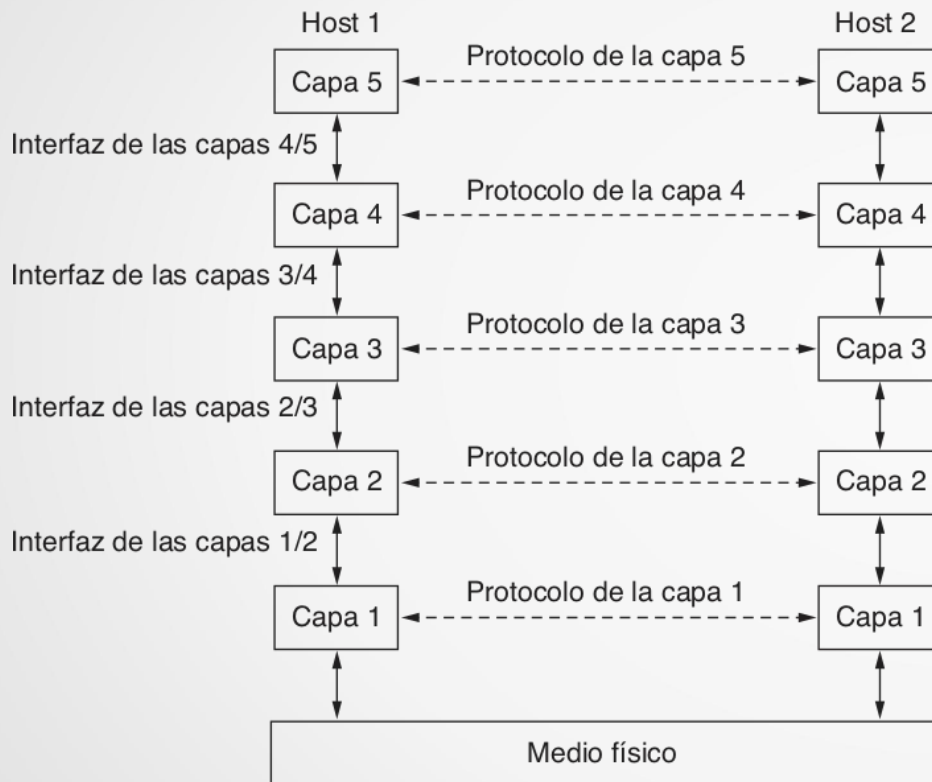 Host 1
Host 2
Protocolo de la capa 5
Capa 5
Capa 5
Interfaz de las capas 4/5
Protocolo de la capa 4
Capa 4
Capa 4
Interfaz de las capas 3/4
Protocolo de la capa 3
Capa 3
Capa 3
Interfaz de las capas 2/3
Protocolo de la capa 2
Capa 2
Capa 2
Interfaz de las capas 1/2
Protocolo de la capa 1
Capa 1
Capa 1
Medio físico